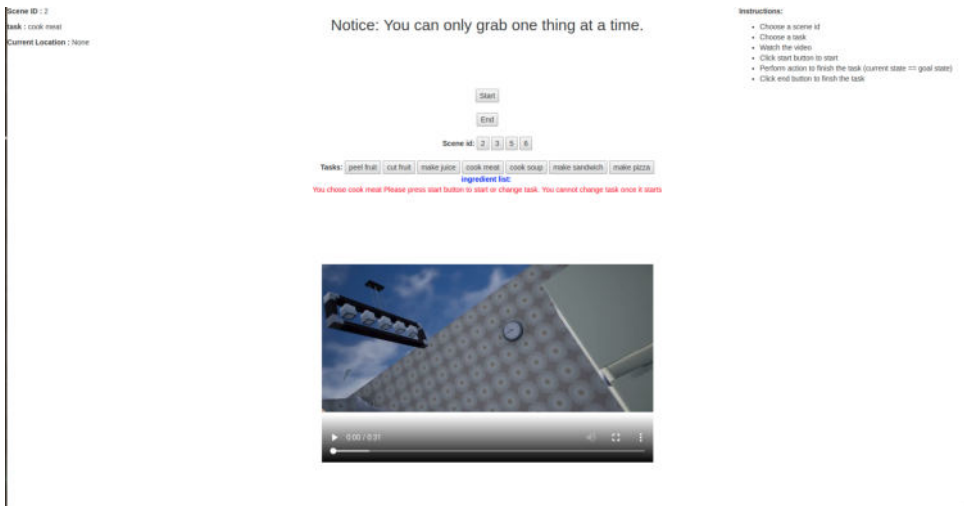 Scene ID : 2
task : cook meat
Current Location : None
Notice: You can only grab one thing at a time.
Start
End
Scene id: 2 3 5 6
Tasks: peel fruit cut fruit make juice cook meat cook soup make sandwich make pizza
ingredient list:
You chose cook meat Please press start button to start or change task. You cannot change task once it starts
0:00 / 0:31
Instructions:
• Choose a scene id
• Choose a task
• Watch the video
• Click start button to start
• Perform action to finish the task (current state == goal state)
• Click end button to finish the task